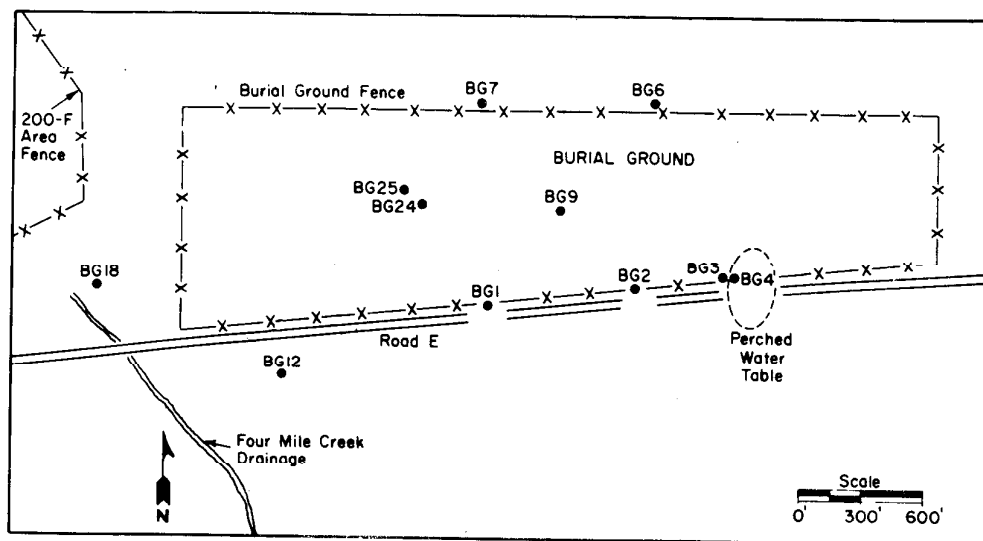 BG7
BG6
Burial Ground Fence
200-F
Area
Fence
BURIAL GROUND
BG25
BG24
BG9
BG18
BG3
BG4
BG2
BG1
Road E
Perched
Water
Table
BG12
Four Mile Creek
Drainage
N
Scale
0' 300' 600'